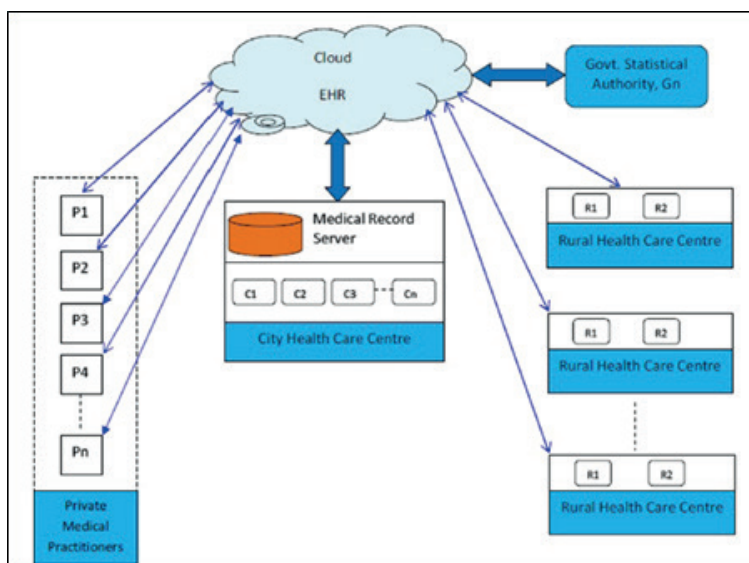 Cloud
EHR
Govt. Statistical
Authority, Gn
P1
P2
P3
P4
Pn
Private
Medical
Practitioners
Medical Record
Server
C1 C2 C3 Cn
City Health Care Centre
R1 R2
Rural Health Care Centre
R1 R2
Rural Health Care Centre
R1 R2
Rural Health Care Centre